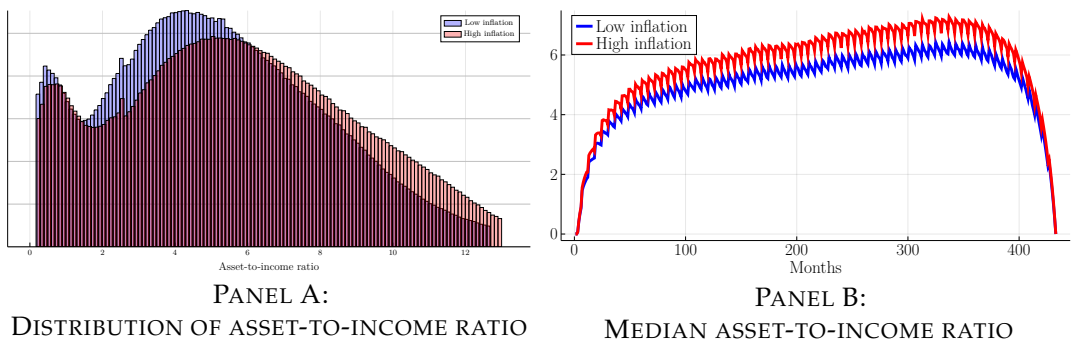 Low inflation
High inflation
0 2 4 6 8 10 12
Asset-to-income ratio
PANEL A:
DISTRIBUTION OF ASSET-TO-INCOME RATIO
Low inflation
High inflation
6
4
2
0
0 100 200 300 400
Months
PANEL B:
MEDIAN ASSET-TO-INCOME RATIO